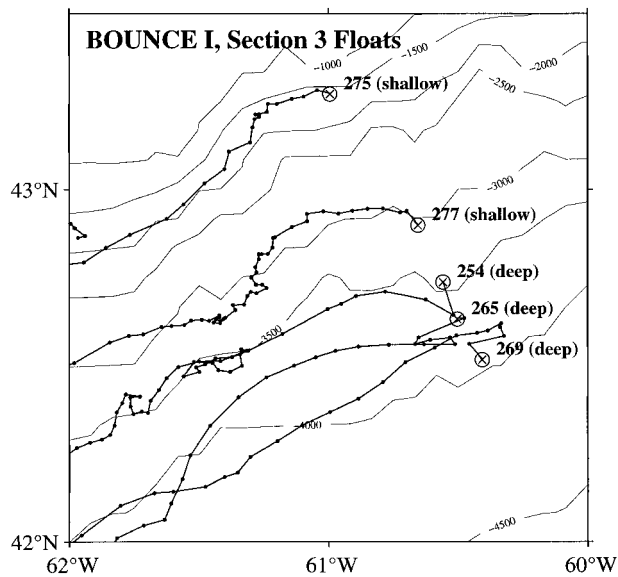 BOUNCE I, Section 3 Floats
-1000
-1500
-2000
275 (shallow)
-2500
43°N
-3000
277 (shallow)
254 (deep)
265 (deep)
-3500
269 (deep)
-4000
-4500
42°N
62°W
61°W
60°W